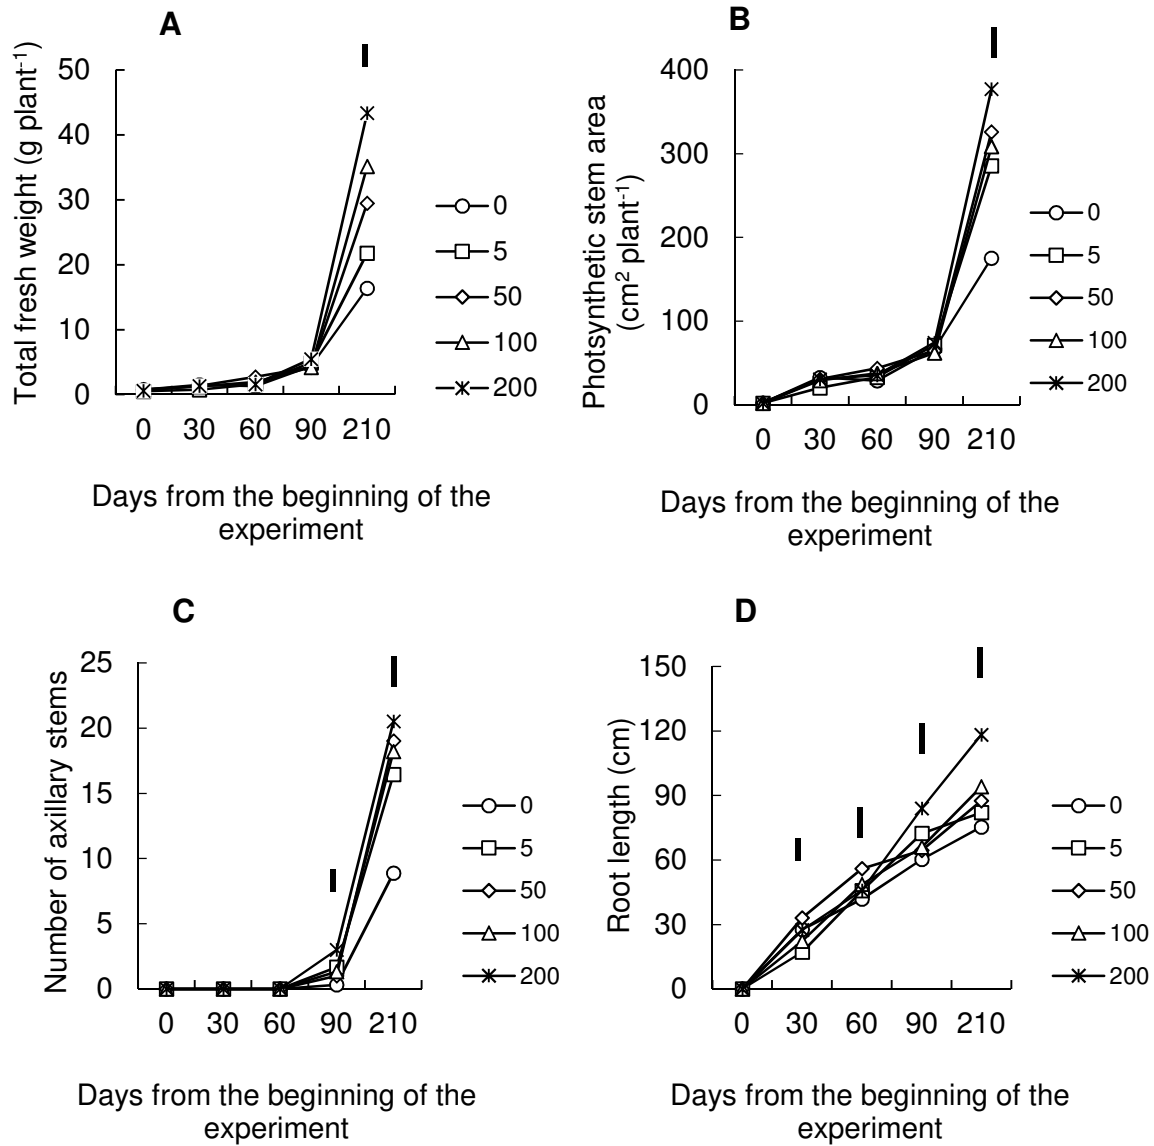 A
Total fresh weight (g plant⁻¹)
50
40
30
20
10
0
0 30 60 90 210
Days from the beginning of the
experiment
0
5
50
100
200
B
Photsynthetic stem area
(cm² plant⁻¹)
400
300
200
100
0
0 30 60 90 210
Days from the beginning of the
experiment
0
5
50
100
200
C
Number of axillary stems
25
20
15
10
5
0
0 30 60 90 210
Days from the beginning of the
experiment
0
5
50
100
200
D
Root length (cm)
150
120
90
60
30
0
0 30 60 90 210
Days from the beginning of the
experiment
0
5
50
100
200